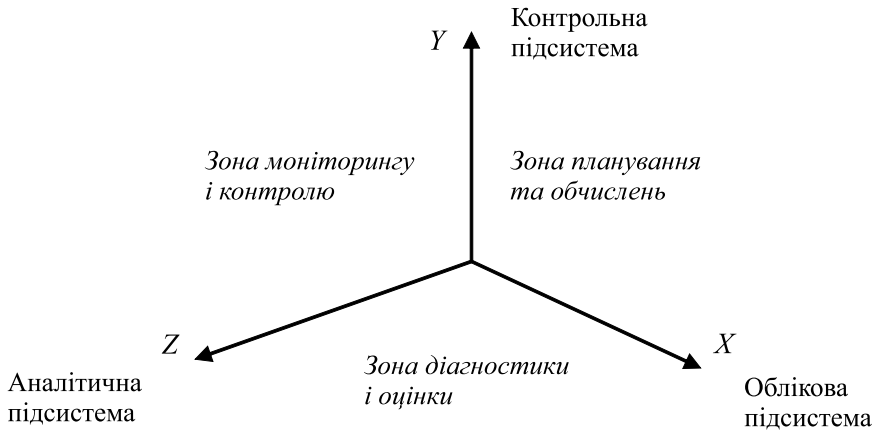 Y
Контрольна
підсистема
Зона моніторингу
і контролю
Зона планування
та обчислень
Z
Аналітична
підсистема
Зона діагностики
і оцінки
X
Облікова
підсистема